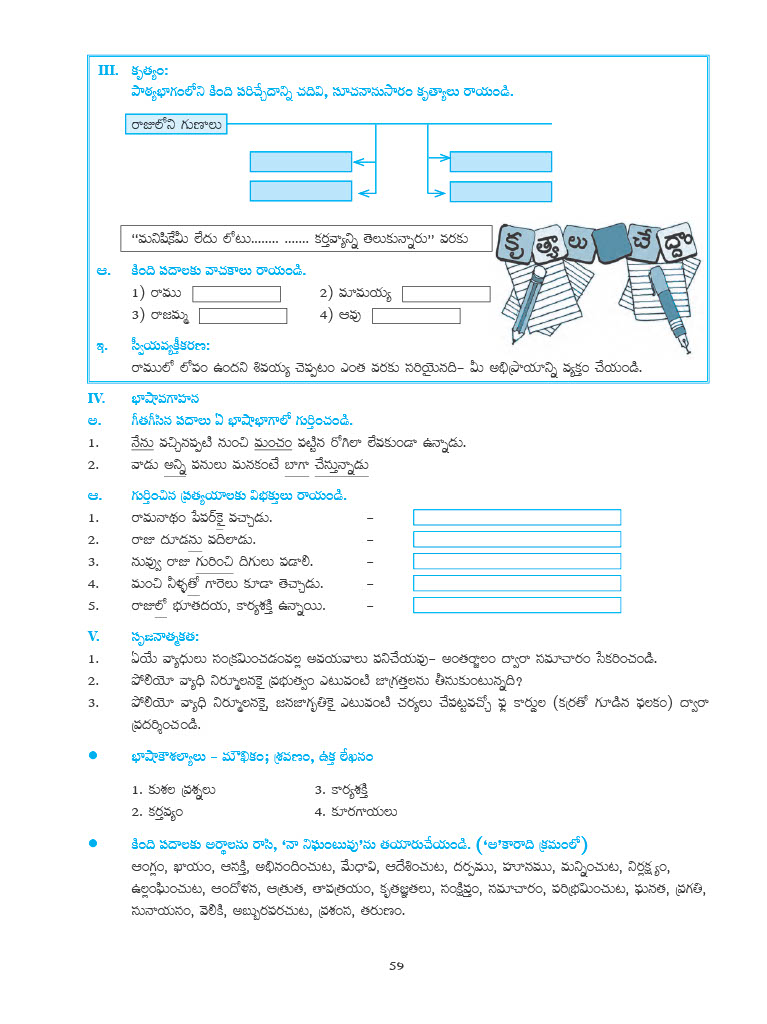 III. కృత్యం:
పాఠ్యభాగంలోని కింది పరిచ్ఛేదాన్ని చదివి, సూచనానుసారం కృత్యాలు రాయండి.
రాజులోని గుణాలు
“మనిషికేమీ లేదు లోటు........ ....... కర్తవ్యాన్ని తెలుకున్నారు” వరకు
కృత్యాలు చేద్దాం
ఆ. కింది పదాలకు వాచకాలు రాయండి.
1) రాము 2) మామయ్య
3) రాజమ్మ 4) ఆవు
ఇ. స్వీయవ్యక్తీకరణ:
రాములో లోపం ఉందని శివయ్య చెప్పటం ఎంత వరకు సరియైనది– మీ అభిప్రాయాన్ని వ్యక్తం చేయండి.
IV. భాషావగాహన
అ. గీతగీసిన పదాలు ఏ భాషాభాగాలో గుర్తించండి.
1. నేను వచ్చినప్పటి నుంచి మంచం పట్టిన రోగిలా లేవకుండా ఉన్నాడు.
2. వాడు అన్ని పనులు మనకంటే బాగా చేస్తున్నాడు
ఆ. గుర్తించిన ప్రత్యయాలకు విభక్తులు రాయండి.
1. రామనాథం పేపర్‌కై వచ్చాడు. –
2. రాజు దూడను వదిలాడు. –
3. నువ్వు రాజు గురించి దిగులు పడాలి. –
4. మంచి నీళ్ళతో గారెలు కూడా తెచ్చాడు. –
5. రాజులో భూతదయ, కార్యశక్తి ఉన్నాయి. –
V. సృజనాత్మకత:
1. ఏయే వ్యాధులు సంక్రమించడంవల్ల అవయవాలు పనిచేయవు– అంతర్జాలం ద్వారా సమాచారం సేకరించండి.
2. పోలియో వ్యాధి నిర్మూలనకై ప్రభుత్వం ఎటువంటి జాగ్రత్తలను తీసుకుంటున్నది?
3. పోలియో వ్యాధి నిర్మూలనకై, జనజాగృతికై ఎటువంటి చర్యలు చేపట్టవచ్చో ఫ్ల కార్డుల (కర్రతో గూడిన ఫలకం) ద్వారా
ప్రదర్శించండి.
● భాషాకౌశల్యాలు – మౌఖికం; శ్రవణం, ఉక్త లేఖనం
1. కుశల ప్రశ్నలు 3. కార్యశక్తి
2. కర్తవ్యం 4. కూరగాయలు
● కింది పదాలకు అర్థాలను రాసి, ‘నా నిఘంటువు’ను తయారుచేయండి. (‘అ’కారాది క్రమంలో)
ఆంగ్లం, ఖాయం, ఆసక్తి, అభినందించుట, మేధావి, ఆదేశించుట, దర్పము, హూనము, మన్నించుట, నిర్లక్ష్యం,
ఉల్లంఘించుట, ఆందోళన, ఆత్రుత, తాపత్రయం, కృతజ్ఞతలు, సంక్షిప్తం, సమాచారం, పరిభ్రమించుట, ఘనత, ప్రగతి,
సునాయసం, వెలికి, అబ్బురపరచుట, ప్రశంస, తరుణం.
59